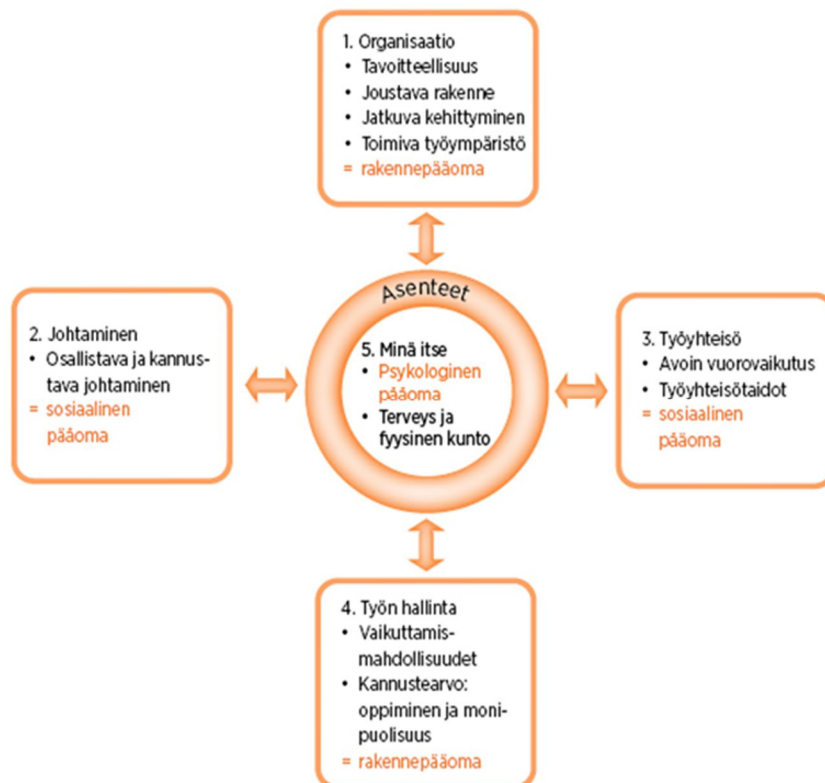 1. Organisaatio
• Tavoitteellisuus
• Joustava rakenne
• Jatkuva kehittyminen
• Toimiva työympäristö
= rakennepääoma
Asenteet
2. Johtaminen
• Osallistava ja kannus-
tava johtaminen
= sosiaalinen
pääoma
5. Minä itse
• Psykologinen
pääoma
• Terveys ja
fyysinen kunto
3. Työyhteisö
• Avoin vuorovaikutus
• Työyhteisötaidot
= sosiaalinen
pääoma
4. Työn hallinta
• Vaikuttamis-
mahdollisuudet
• Kannustearvo:
oppiminen ja moni-
puolisuus
= rakennepääoma